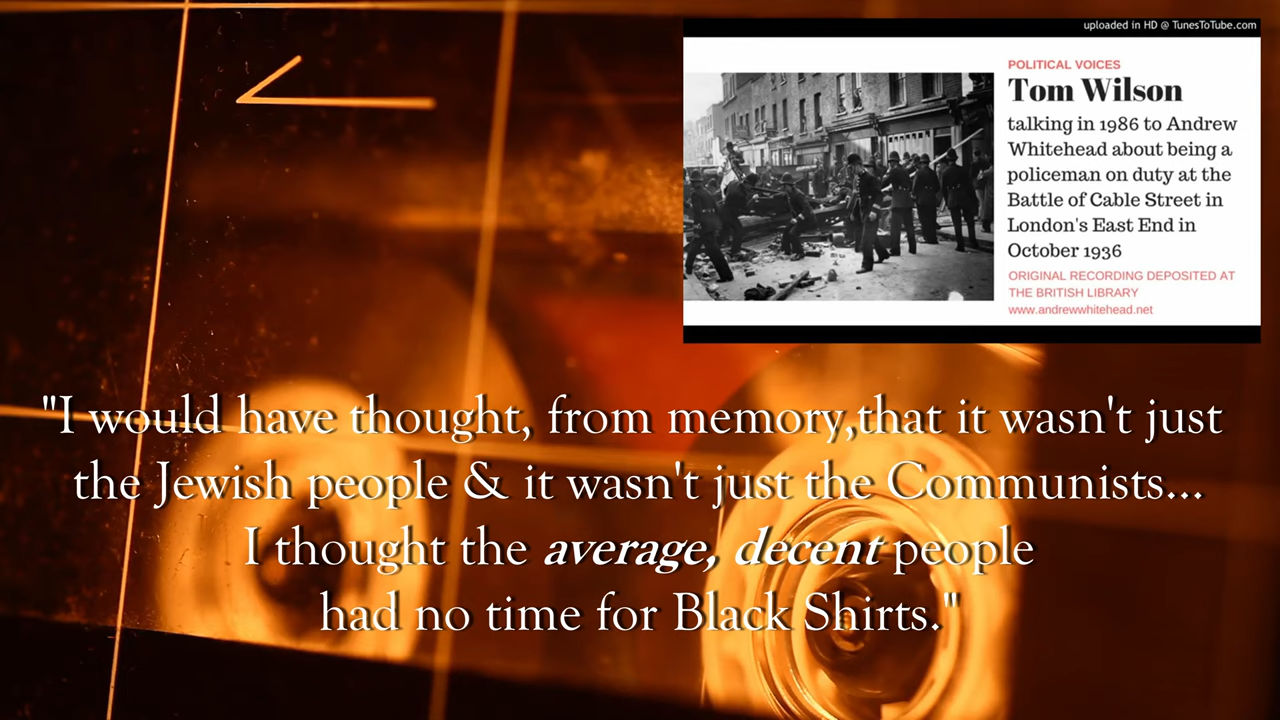 uploaded in HD @ TunesToTube.com
POLITICAL VOICES
Tom Wilson
talking in 1986 to Andrew
Whitehead about being a
policeman on duty at the
Battle of Cable Street in
London's East End in
October 1936
ORIGINAL RECORDING DEPOSITED AT
THE BRITISH LIBRARY
www.andrewwhitehead.net
"I would have thought, from memory,that it wasn't just
the Jewish people & it wasn't just the Communists...
I thought the average, decent people
had no time for Black Shirts."